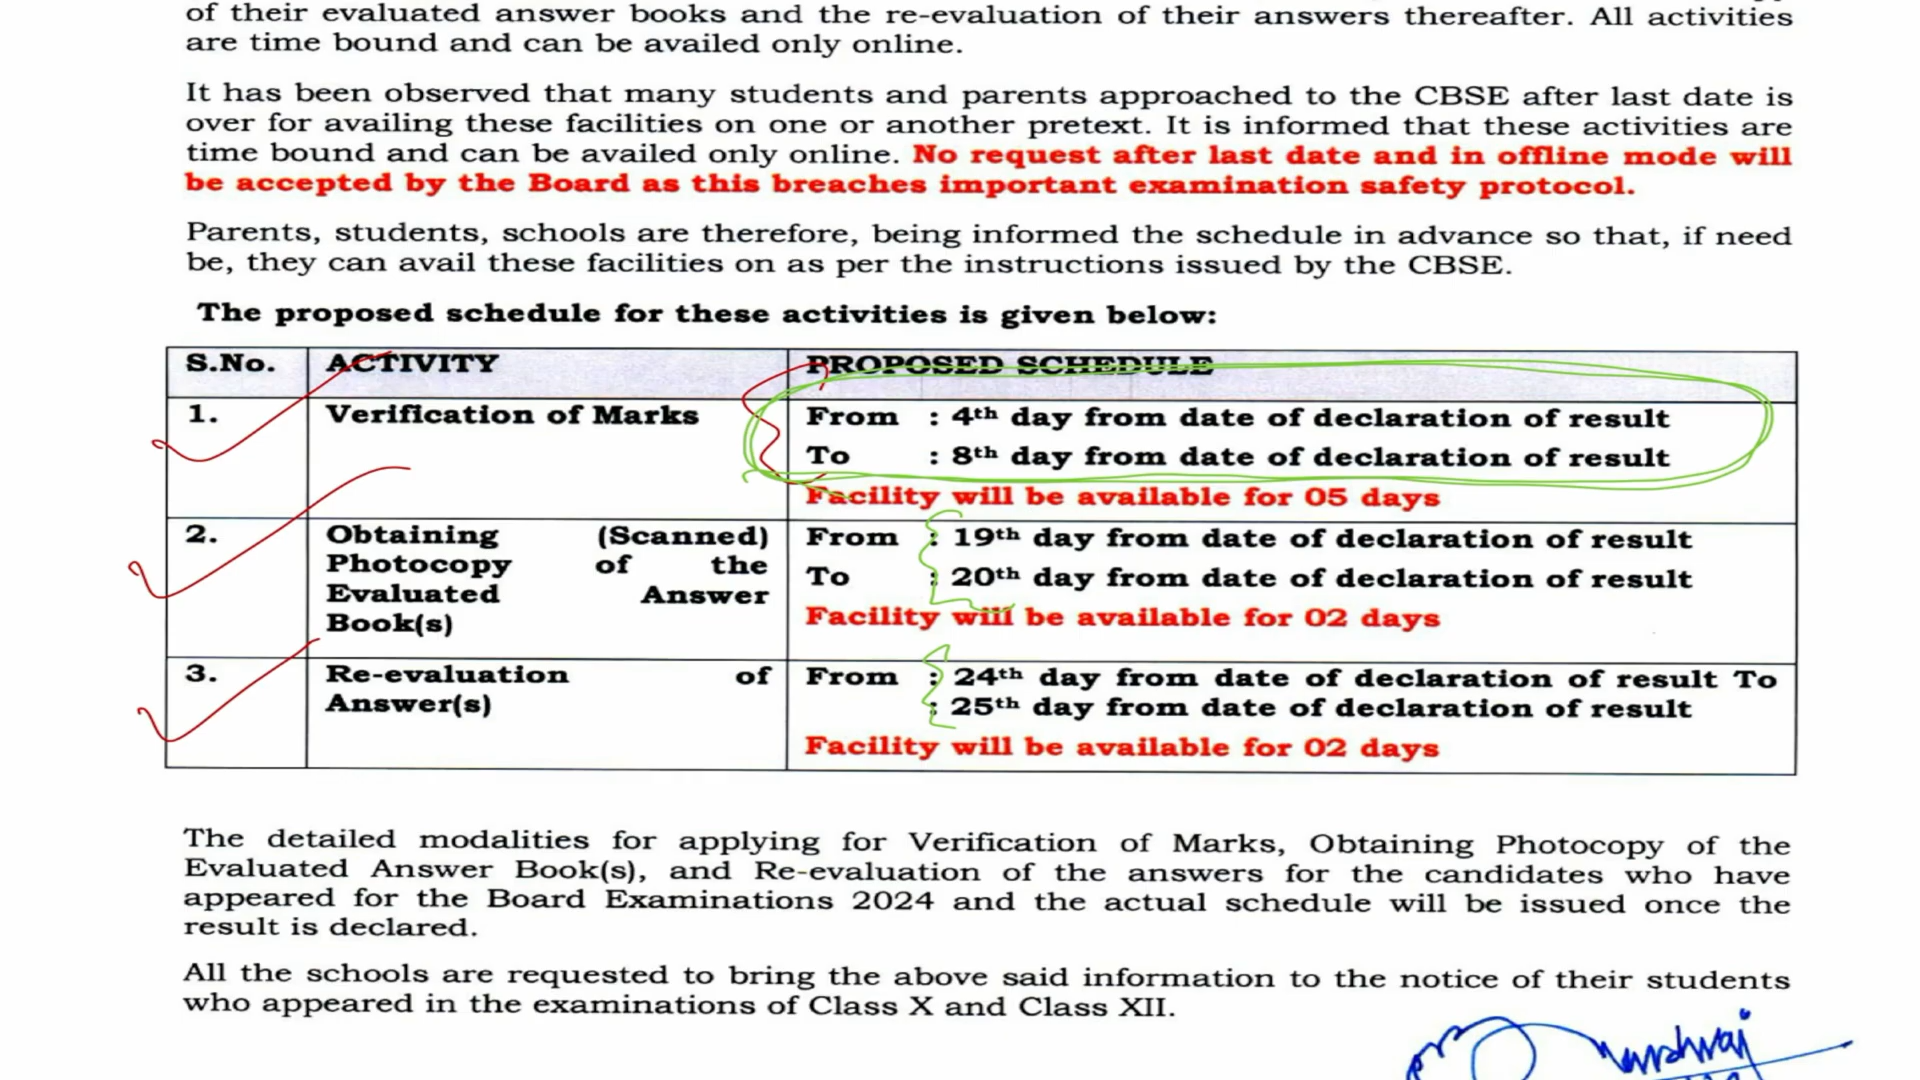 of their evaluated answer books and the re-evaluation of their answers thereafter. All activities
are time bound and can be availed only online.
It has been observed that many students and parents approached to the CBSE after last date is
over for availing these facilities on one or another pretext. It is informed that these activities are
time bound and can be availed only online. No request after last date and in offline mode will
be accepted by the Board as this breaches important examination safety protocol.
Parents, students, schools are therefore, being informed the schedule in advance so that, if need
be, they can avail these facilities on as per the instructions issued by the CBSE.
The proposed schedule for these activities is given below:
S.No. ACTIVITY PROPOSED SCHEDULE
1. Verification of Marks From : 4th day from date of declaration of result
To : 8th day from date of declaration of result
Facility will be available for 05 days
2. Obtaining (Scanned) From : 19th day from date of declaration of result
Photocopy of the To : 20th day from date of declaration of result
Evaluated Answer
Book(s) Facility will be available for 02 days
3. Re-evaluation of From : 24th day from date of declaration of result To
Answer(s) : 25th day from date of declaration of result
Facility will be available for 02 days
The detailed modalities for applying for Verification of Marks, Obtaining Photocopy of the
Evaluated Answer Book(s), and Re-evaluation of the answers for the candidates who have
appeared for the Board Examinations 2024 and the actual schedule will be issued once the
result is declared.
All the schools are requested to bring the above said information to the notice of their students
who appeared in the examinations of Class X and Class XII.